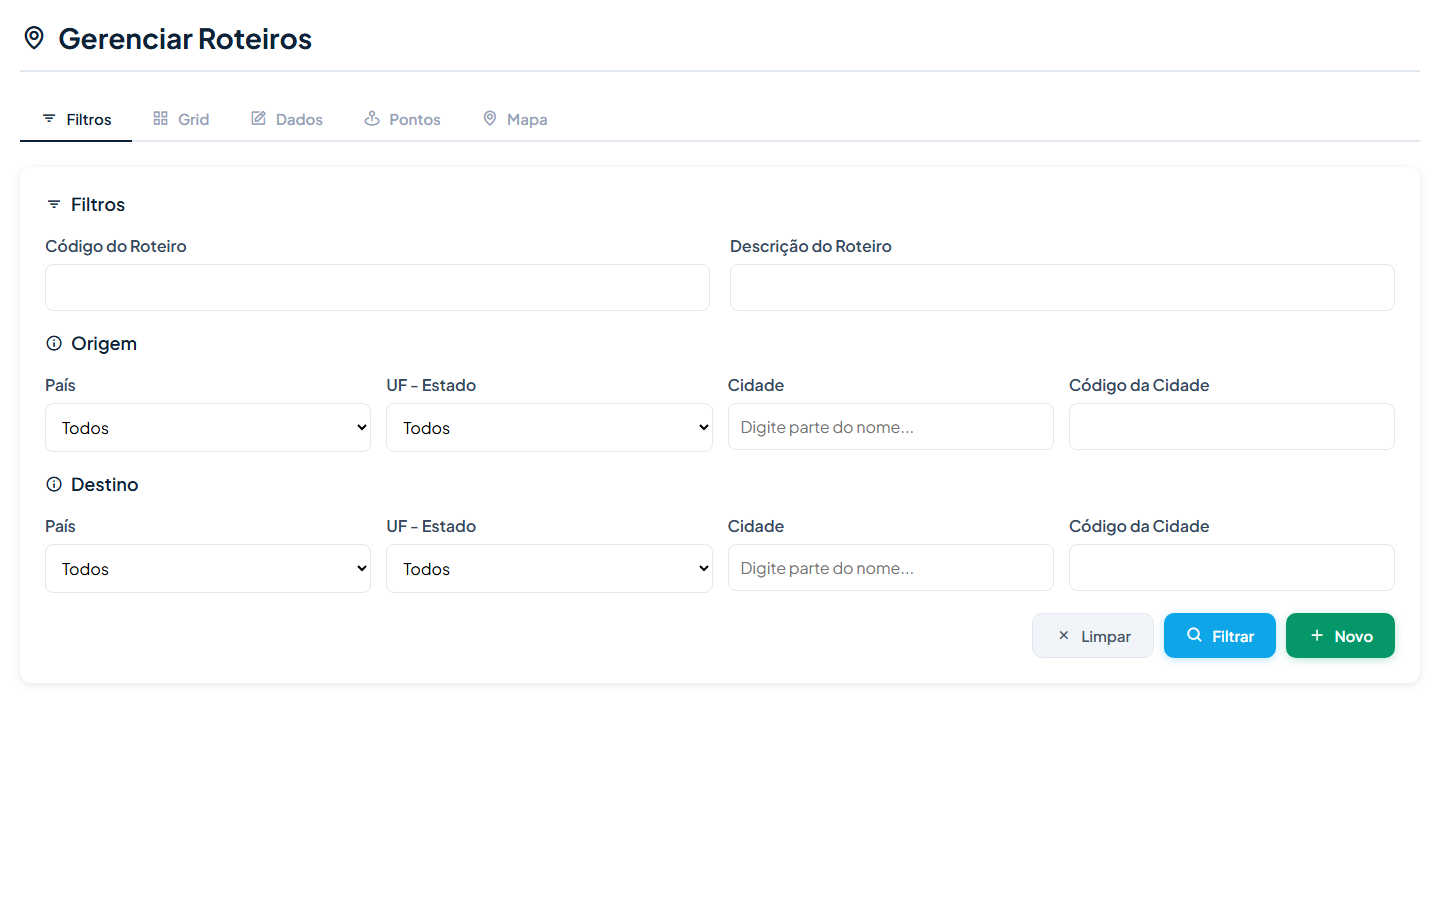 Gerenciar Roteiros
Filtros Grid Dados Pontos Mapa
Filtros
Código do Roteiro Descrição do Roteiro
Origem
País UF - Estado Cidade Código da Cidade
Todos Todos Digite parte do nome...
Destino
País UF - Estado Cidade Código da Cidade
Todos Todos Digite parte do nome...
Limpar Filtrar Novo